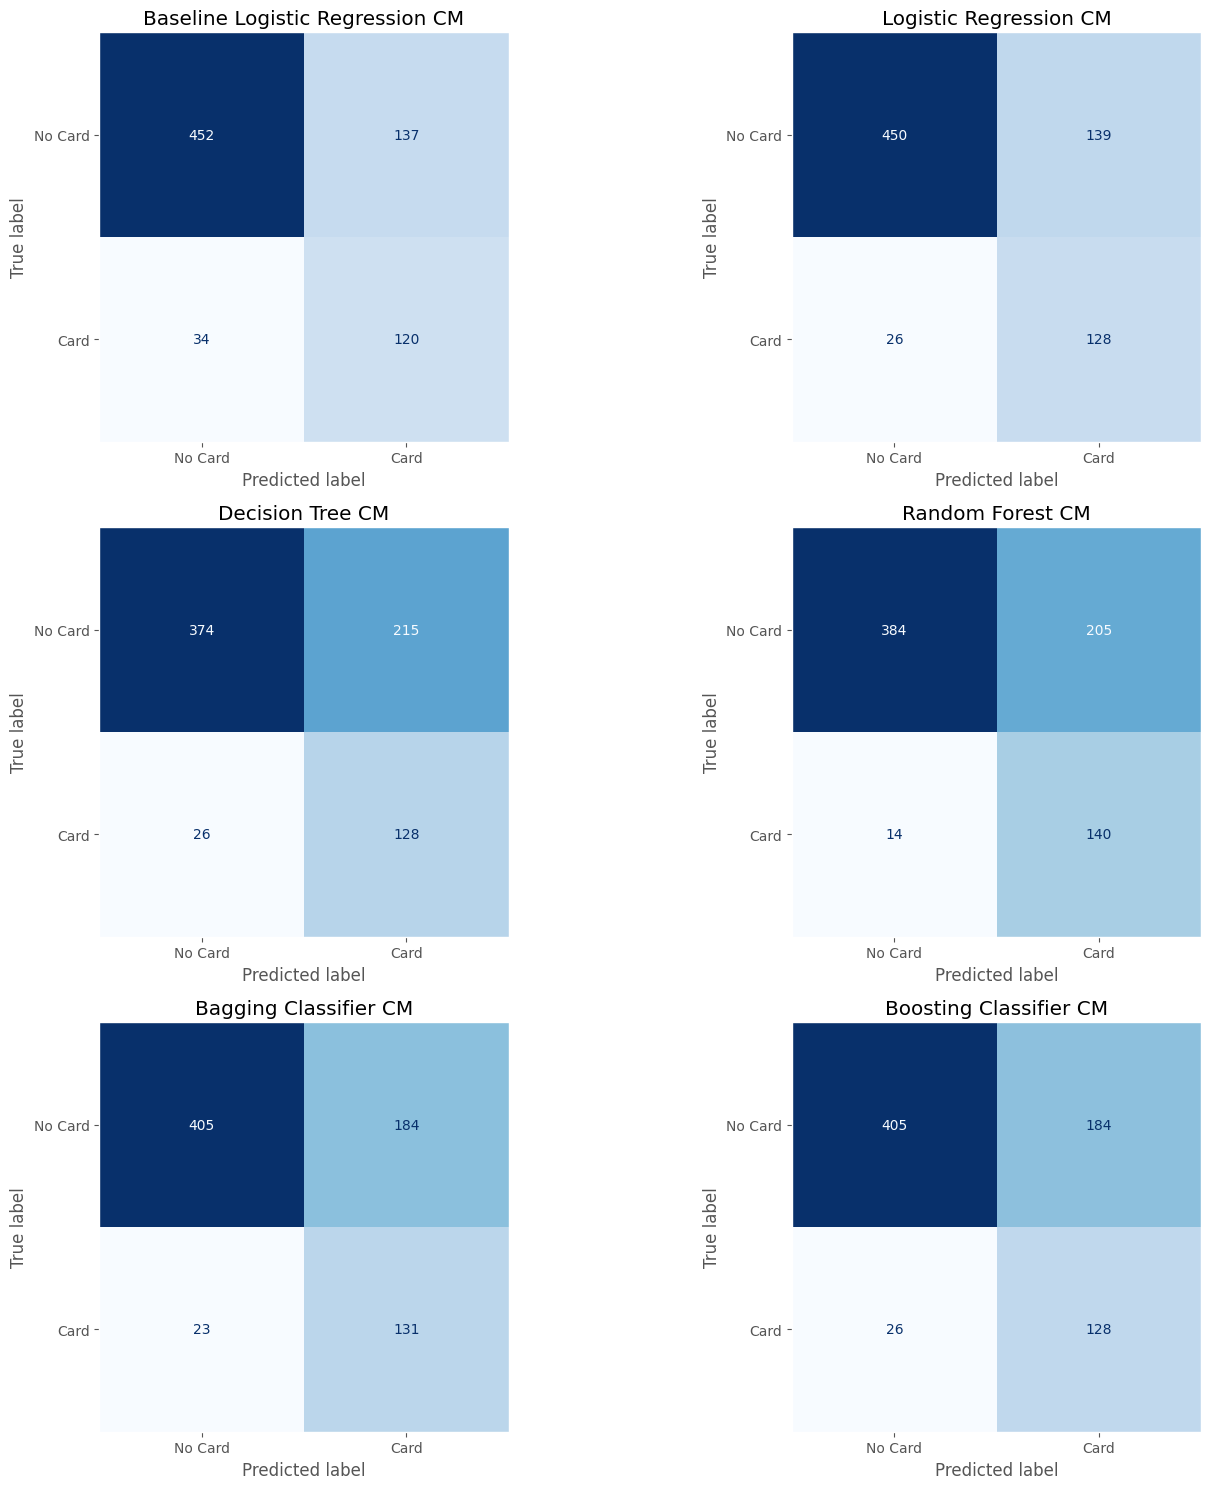 Baseline Logistic Regression CM
No Card
452
137
True label
Card
34
120
No Card
Card
Predicted label
Logistic Regression CM
No Card
450
139
True label
Card
26
128
No Card
Card
Predicted label
Decision Tree CM
No Card
374
215
True label
Card
26
128
No Card
Card
Predicted label
Random Forest CM
No Card
384
205
True label
Card
14
140
No Card
Card
Predicted label
Bagging Classifier CM
No Card
405
184
True label
Card
23
131
No Card
Card
Predicted label
Boosting Classifier CM
No Card
405
184
True label
Card
26
128
No Card
Card
Predicted label